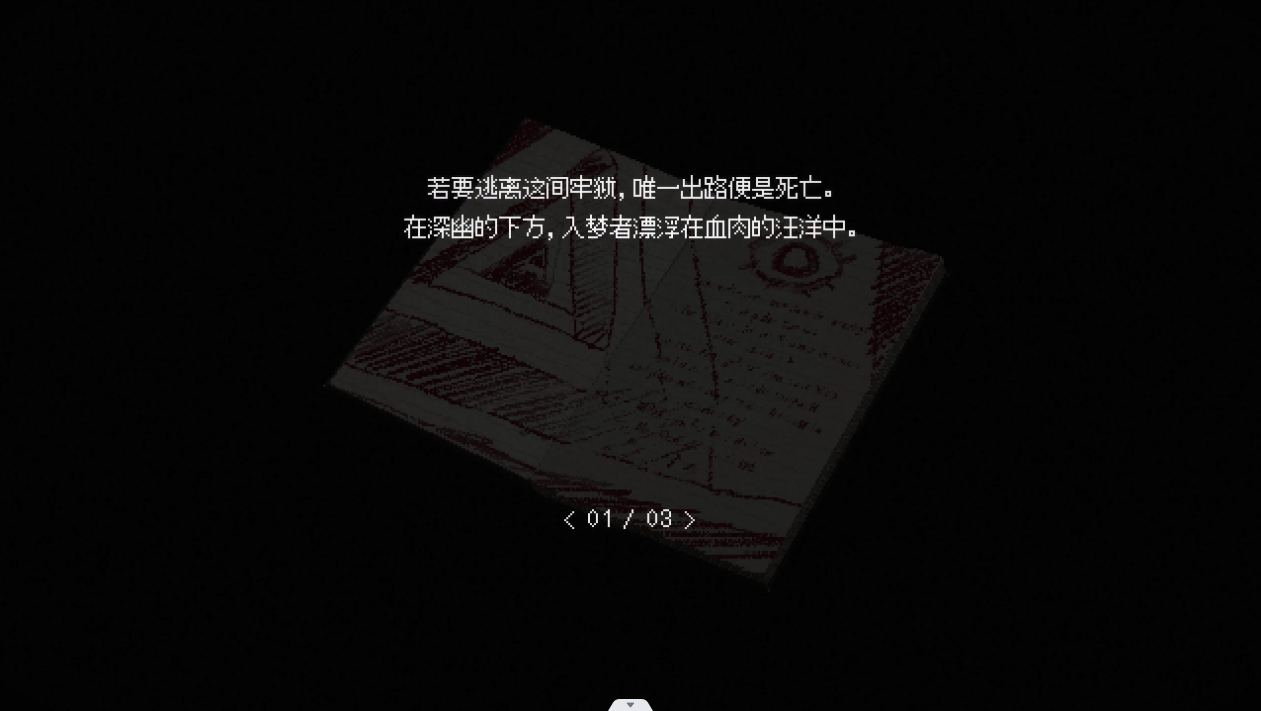 若要逃离这间牢狱，唯一出路便是死亡。
在深幽的下方，入梦者漂浮在血肉的汪洋中。
< 01 / 03 >